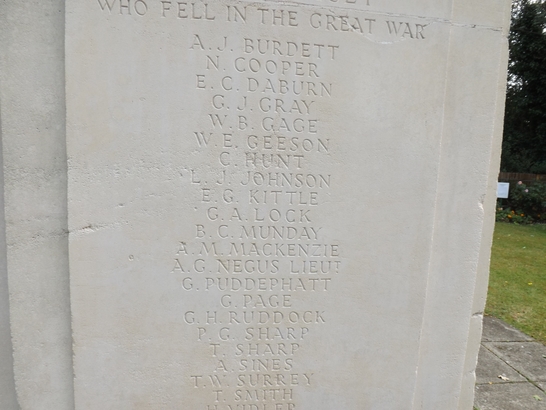 WHO FELL IN THE GREAT WAR
A. J. BURDETT
N. COOPER
E. C. DABURN
G. J. GRAY
W. B. GAGE
W. E. GEESON
C. HUNT
L. J. JOHNSON
E. G. KITTLE
G. A. LOCK
B. C. MUNDAY
A. M. MACKENZIE
A. G. NEGUS LIEUT
G. PUDDEPHATT
G. PAGE
G. H. RUDDOCK
P. G. SHARP
T. SHARP
A. SINES
T. W. SURREY
T. SMITH
H. VIDLER